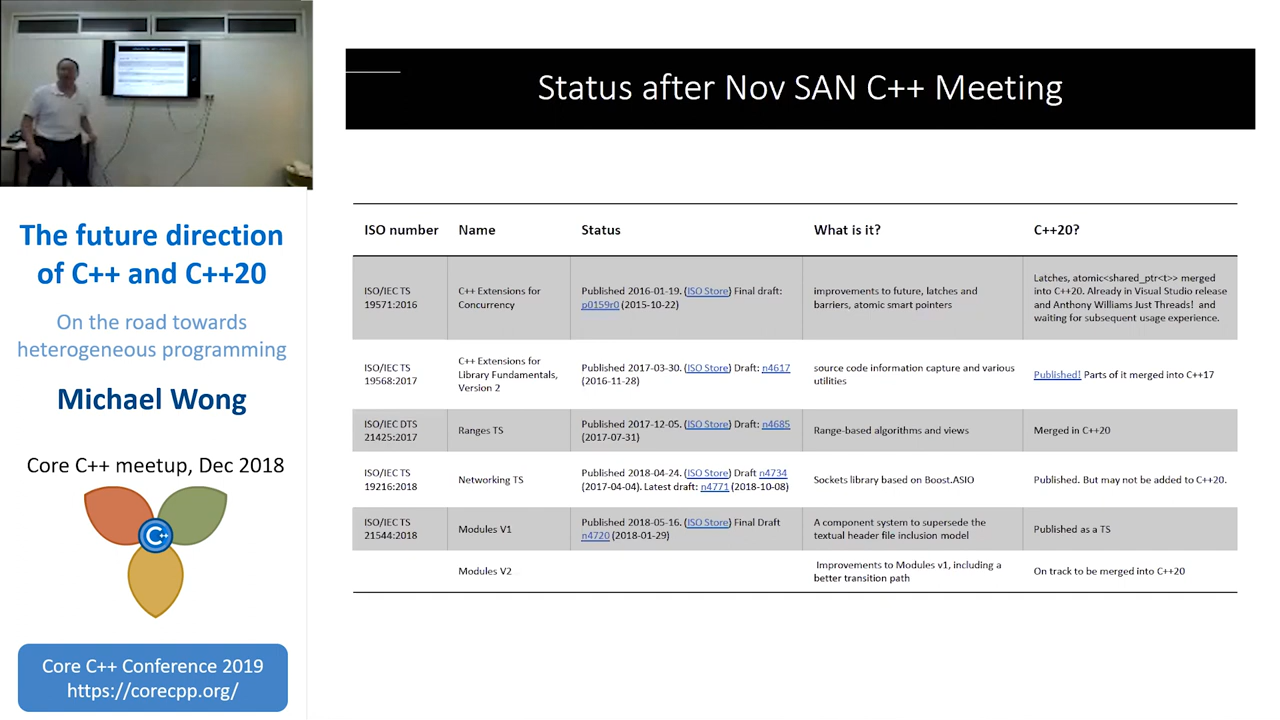 Status after Nov SAN C++ Meeting
The future direction
of C++ and C++20
On the road towards
heterogeneous programming
Michael Wong
Core C++ meetup, Dec 2018
C++
Core C++ Conference 2019
https://corecpp.org/
ISO number Name Status What is it? C++20?
ISO/IEC TS
19571:2016
C++ Extensions for
Concurrency
Published 2016-01-19. (ISO Store) Final draft:
p0159r0 (2015-10-22)
improvements to future, latches and
barriers, atomic smart pointers
Latches, atomic<shared_ptr<t>> merged
into C++20. Already in Visual Studio release
and Anthony Williams Just Threads! and
waiting for subsequent usage experience.
ISO/IEC TS
19568:2017
C++ Extensions for
Library Fundamentals,
Version 2
Published 2017-03-30. (ISO Store) Draft: n4617
(2016-11-28)
source code information capture and various
utilities
Published! Parts of it merged into C++17
ISO/IEC DTS
21425:2017
Ranges TS
Published 2017-12-05. (ISO Store) Draft: n4685
(2017-07-31)
Range-based algorithms and views
Merged in C++20
ISO/IEC TS
19216:2018
Networking TS
Published 2018-04-24. (ISO Store) Draft n4734
(2017-04-04). Latest draft: n4771 (2018-10-08)
Sockets library based on Boost.ASIO
Published. But may not be added to C++20.
ISO/IEC TS
21544:2018
Modules V1
Published 2018-05-16. (ISO Store) Final Draft
n4720 (2018-01-29)
A component system to supersede the
textual header file inclusion model
Published as a TS
Modules V2
Improvements to Modules v1, including a
better transition path
On track to be merged into C++20